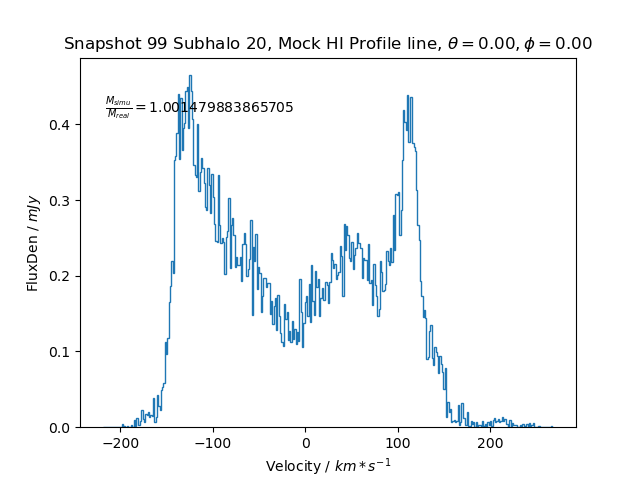 Snapshot 99 Subhalo 20, Mock HI Profile line, θ = 0.00, ϕ = 0.00
M_simu/M_real = 1.001479883865705
FluxDen / mJy
0.4
0.3
0.2
0.1
0.0
−200 −100 0 100 200
Velocity / km * s⁻¹